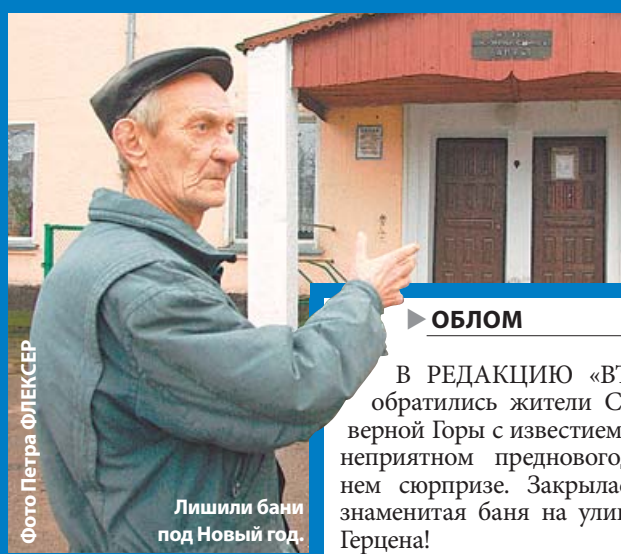 Фото Петра ФЛЕКСЕР
Лишили бани
под Новый год.
ОБЛОМ
В РЕДАКЦИЮ «ВТ
обратились жители С
верной Горы с известием
неприятном предновогод
нем сюрпризе. Закрылас
знаменитая баня на улиц
Герцена!